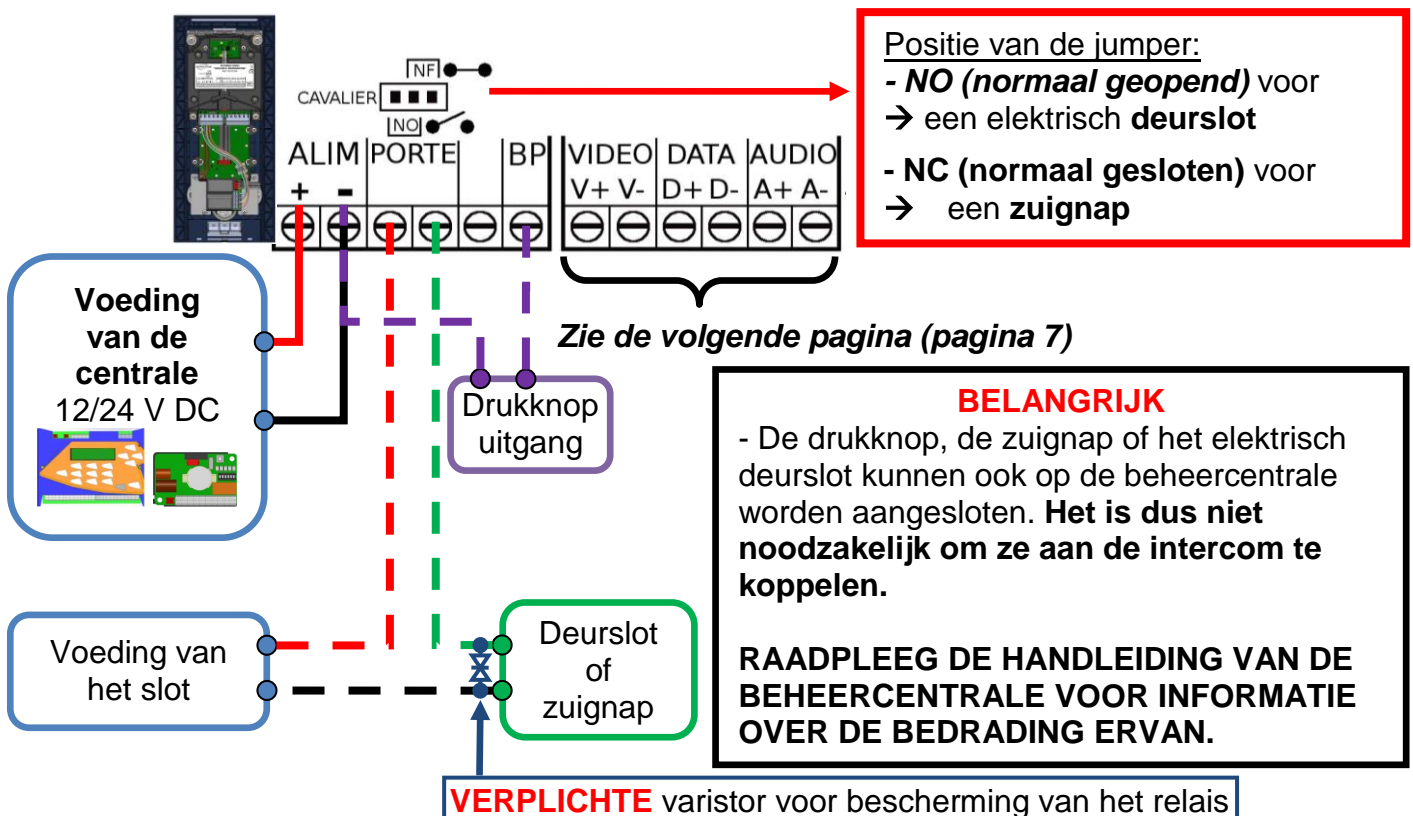 NF
CAVALIER
NO
ALIM PORTE BP VIDEO DATA AUDIO
+ - V+ V- D+ D- A+ A-
Positie van de jumper:
- NO (normaal geopend) voor
→ een elektrisch deurslot
- NC (normaal gesloten) voor
→ een zuignap
Voeding
van de
centrale
12/24 V DC
Zie de volgende pagina (pagina 7)
Drukknop
uitgang
BELANGRIJK
- De drukknop, de zuignap of het elektrisch
deurslot kunnen ook op de beheercentrale
worden aangesloten. Het is dus niet
noodzakelijk om ze aan de intercom te
koppelen.
RAADPLEEG DE HANDLEIDING VAN DE
BEHEERCENTRALE VOOR INFORMATIE
OVER DE BEDRADING ERVAN.
Voeding van
het slot
Deurslot
of
zuignap
VERPLICHTE varistor voor bescherming van het relais